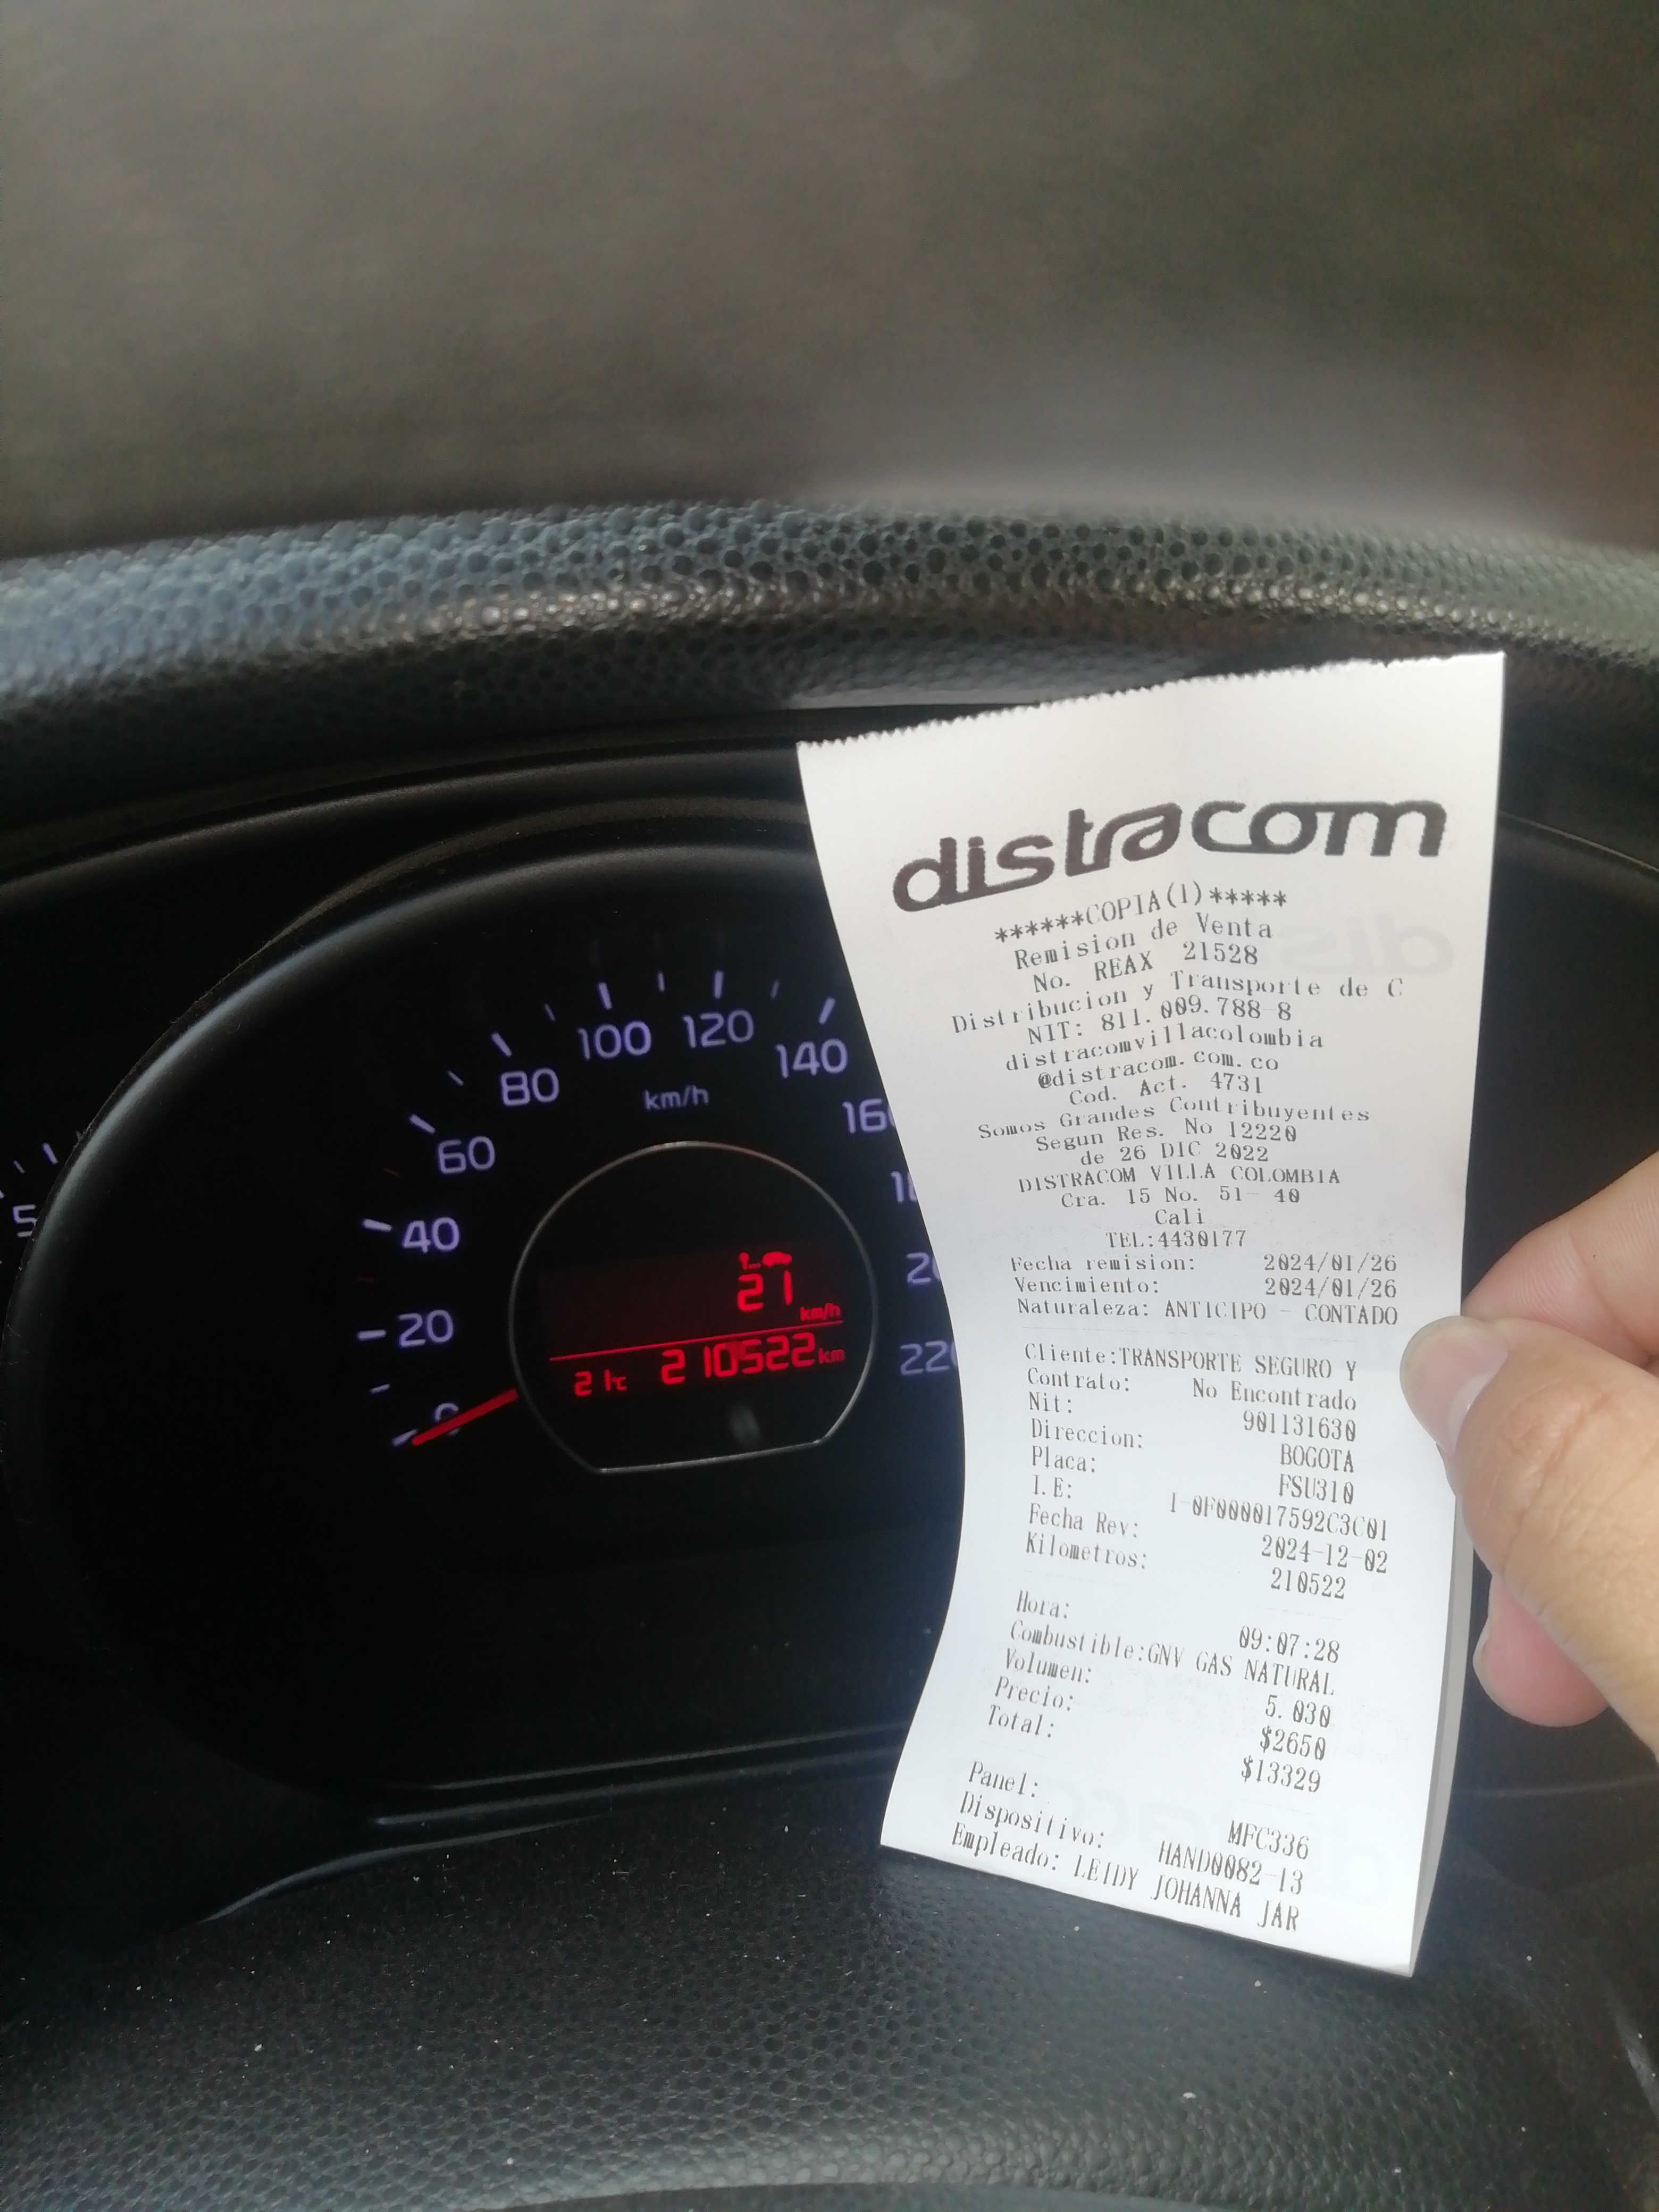 distracom
******COPIA(1)*****
Remision de Venta
No. REAX 21528
Distribucion y Transporte de C
NIT: 811.009.788-8
distracomvillacolombia
@distracom.com.co
Cod. Act. 4731
Somos Grandes Contribuyentes
Segun Res. No 12220
de 26 DIC 2022
DISTRACOM VILLA COLOMBIA
Cra. 15 No. 51- 40
Cali
TEL:4430177
Fecha remision: 2024/01/26
Vencimiento: 2024/01/26
Naturaleza: ANTICIPO - CONTADO
Cliente:TRANSPORTE SEGURO Y
Contrato: No Encontrado
Nit: 901131630
Direccion: BOGOTA
Placa: FSU310
I.E: I-0F000017592C3C01
Fecha Rev: 2024-12-02
Kilometros: 210522
Hora: 09:07:28
Combustible:GNV GAS NATURAL
Volumen: 5.030
Precio: $2650
Total: $13329
Panel: MFC336
Dispositivo: HAND0082-13
Empleado: LEIDY JOHANNA JAR
100 120
80 140
km/h
60 160
40
20
0 220
21 km/h
21°C 210522 km
5